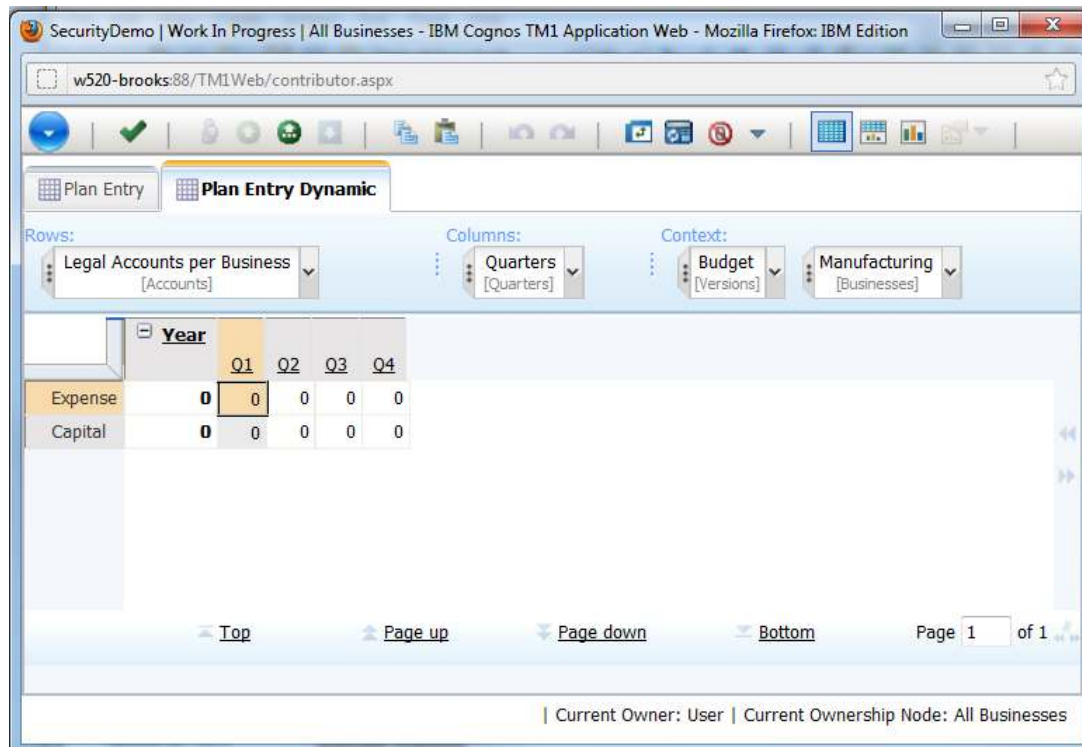 SecurityDemo | Work In Progress | All Businesses - IBM Cognos TM1 Application Web - Mozilla Firefox: IBM Edition
w520-brooks:88/TM1Web/contributor.aspx
Plan Entry Plan Entry Dynamic
Rows: Columns: Context:
Legal Accounts per Business Quarters Budget Manufacturing
[Accounts] [Quarters] [Versions] [Businesses]
Year
Q1 Q2 Q3 Q4
Expense 0 0 0 0 0
Capital 0 0 0 0 0
Top Page up Page down Bottom Page 1 of 1
| Current Owner: User | Current Ownership Node: All Businesses